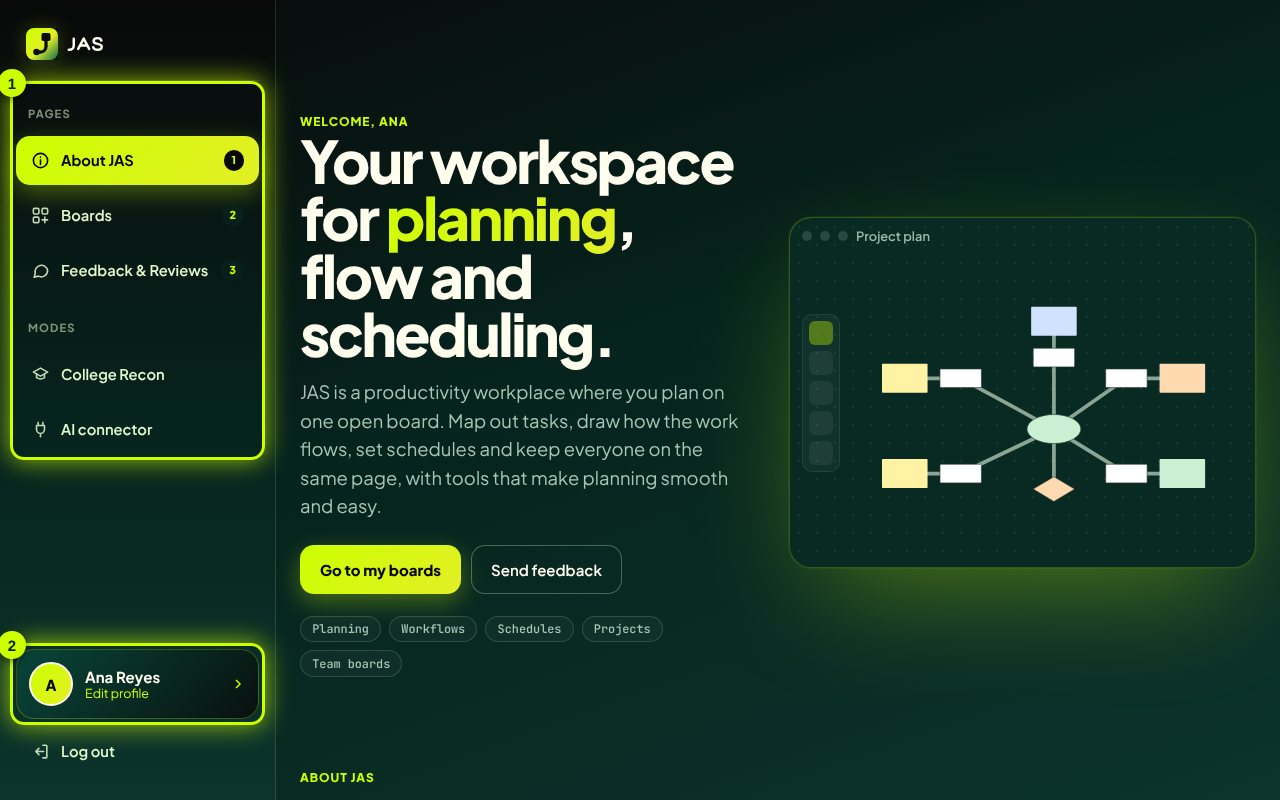 JAS
1
PAGES
About JAS 1
Boards 2
Feedback & Reviews 3
MODES
College Recon
AI connector
2
A
Ana Reyes
Edit profile
Log out
WELCOME, ANA
Your workspace
for planning,
flow and
scheduling.
JAS is a productivity workplace where you plan on
one open board. Map out tasks, draw how the work
flows, set schedules and keep everyone on the
same page, with tools that make planning smooth
and easy.
Go to my boards Send feedback
Planning Workflows Schedules Projects
Team boards
Project plan
ABOUT JAS